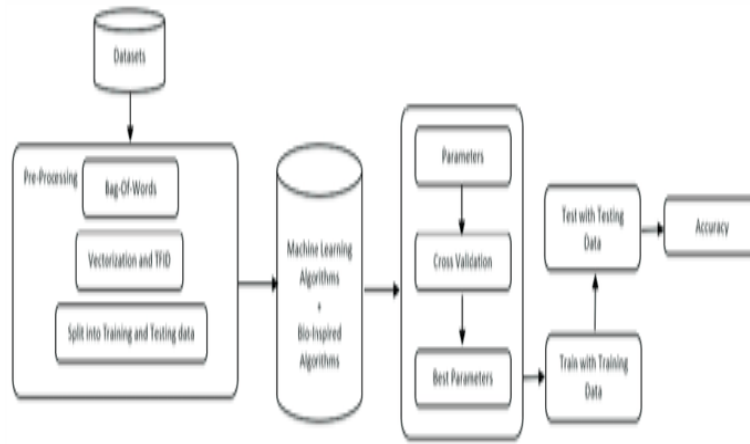 Datasets
Pre-Processing
Bag-Of-Words
Vectorization and TFID
Split into Training and Testing data
Machine Learning
Algorithms
+
Bio-Inspired
Algorithms
Parameters
Cross Validation
Best Parameters
Train with Training
Data
Test with Testing
Data
Accuracy